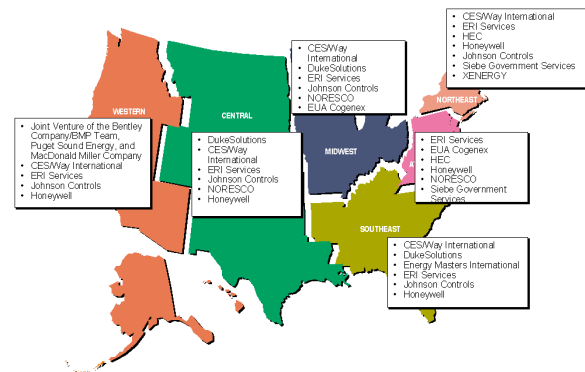 • CES/Way International
• ERI Services
• HEC
• Honeywell
• Johnson Controls
• Siebe Government Services
• XENERGY
NORTHEAST
• CES/Way
International
• DukeSolutions
• ERI Services
• Johnson Controls
• NORESCO
• EUA Cogenex
MIDWEST
WESTERN
• Joint Venture of the Bentley
Company/BMP Team,
Puget Sound Energy, and
MacDonald Miller Company
• CES/Way International
• ERI Services
• Johnson Controls
• Honeywell
CENTRAL
• DukeSolutions
• CES/Way
International
• ERI Services
• Johnson Controls
• NORESCO
• Honeywell
• ERI Services
• EUA Cogenex
• HEC
• Honeywell
• NORESCO
• Siebe Government
Services
SOUTHEAST
• CES/Way International
• DukeSolutions
• Energy Masters International
• ERI Services
• Johnson Controls
• Honeywell